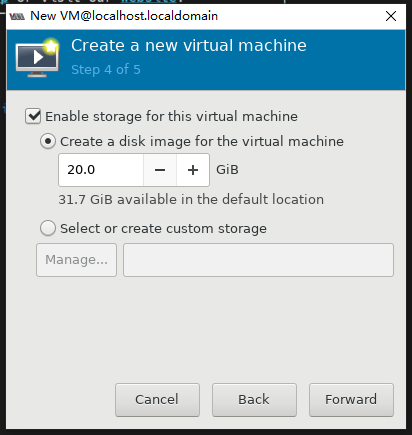 New VM@localhost.localdomain
Create a new virtual machine
Step 4 of 5
Enable storage for this virtual machine
Create a disk image for the virtual machine
20.0 − + GiB
31.7 GiB available in the default location
Select or create custom storage
Manage...
Cancel Back Forward